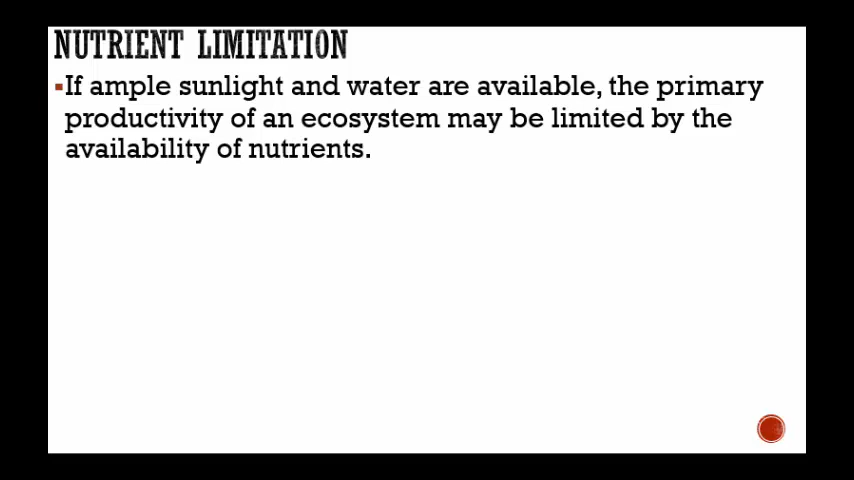 NUTRIENT LIMITATION
▪If ample sunlight and water are available, the primary
productivity of an ecosystem may be limited by the
availability of nutrients.